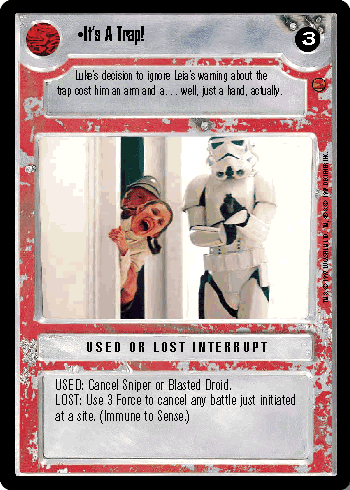 •It's A Trap!
3
Luke's decision to ignore Leia's warning about the
trap cost him an arm and a. . . well, just a hand, actually.
USED OR LOST INTERRUPT
USED: Cancel Sniper or Blasted Droid.
LOST: Use 3 Force to cancel any battle just initiated
at a site. (Immune to Sense.)